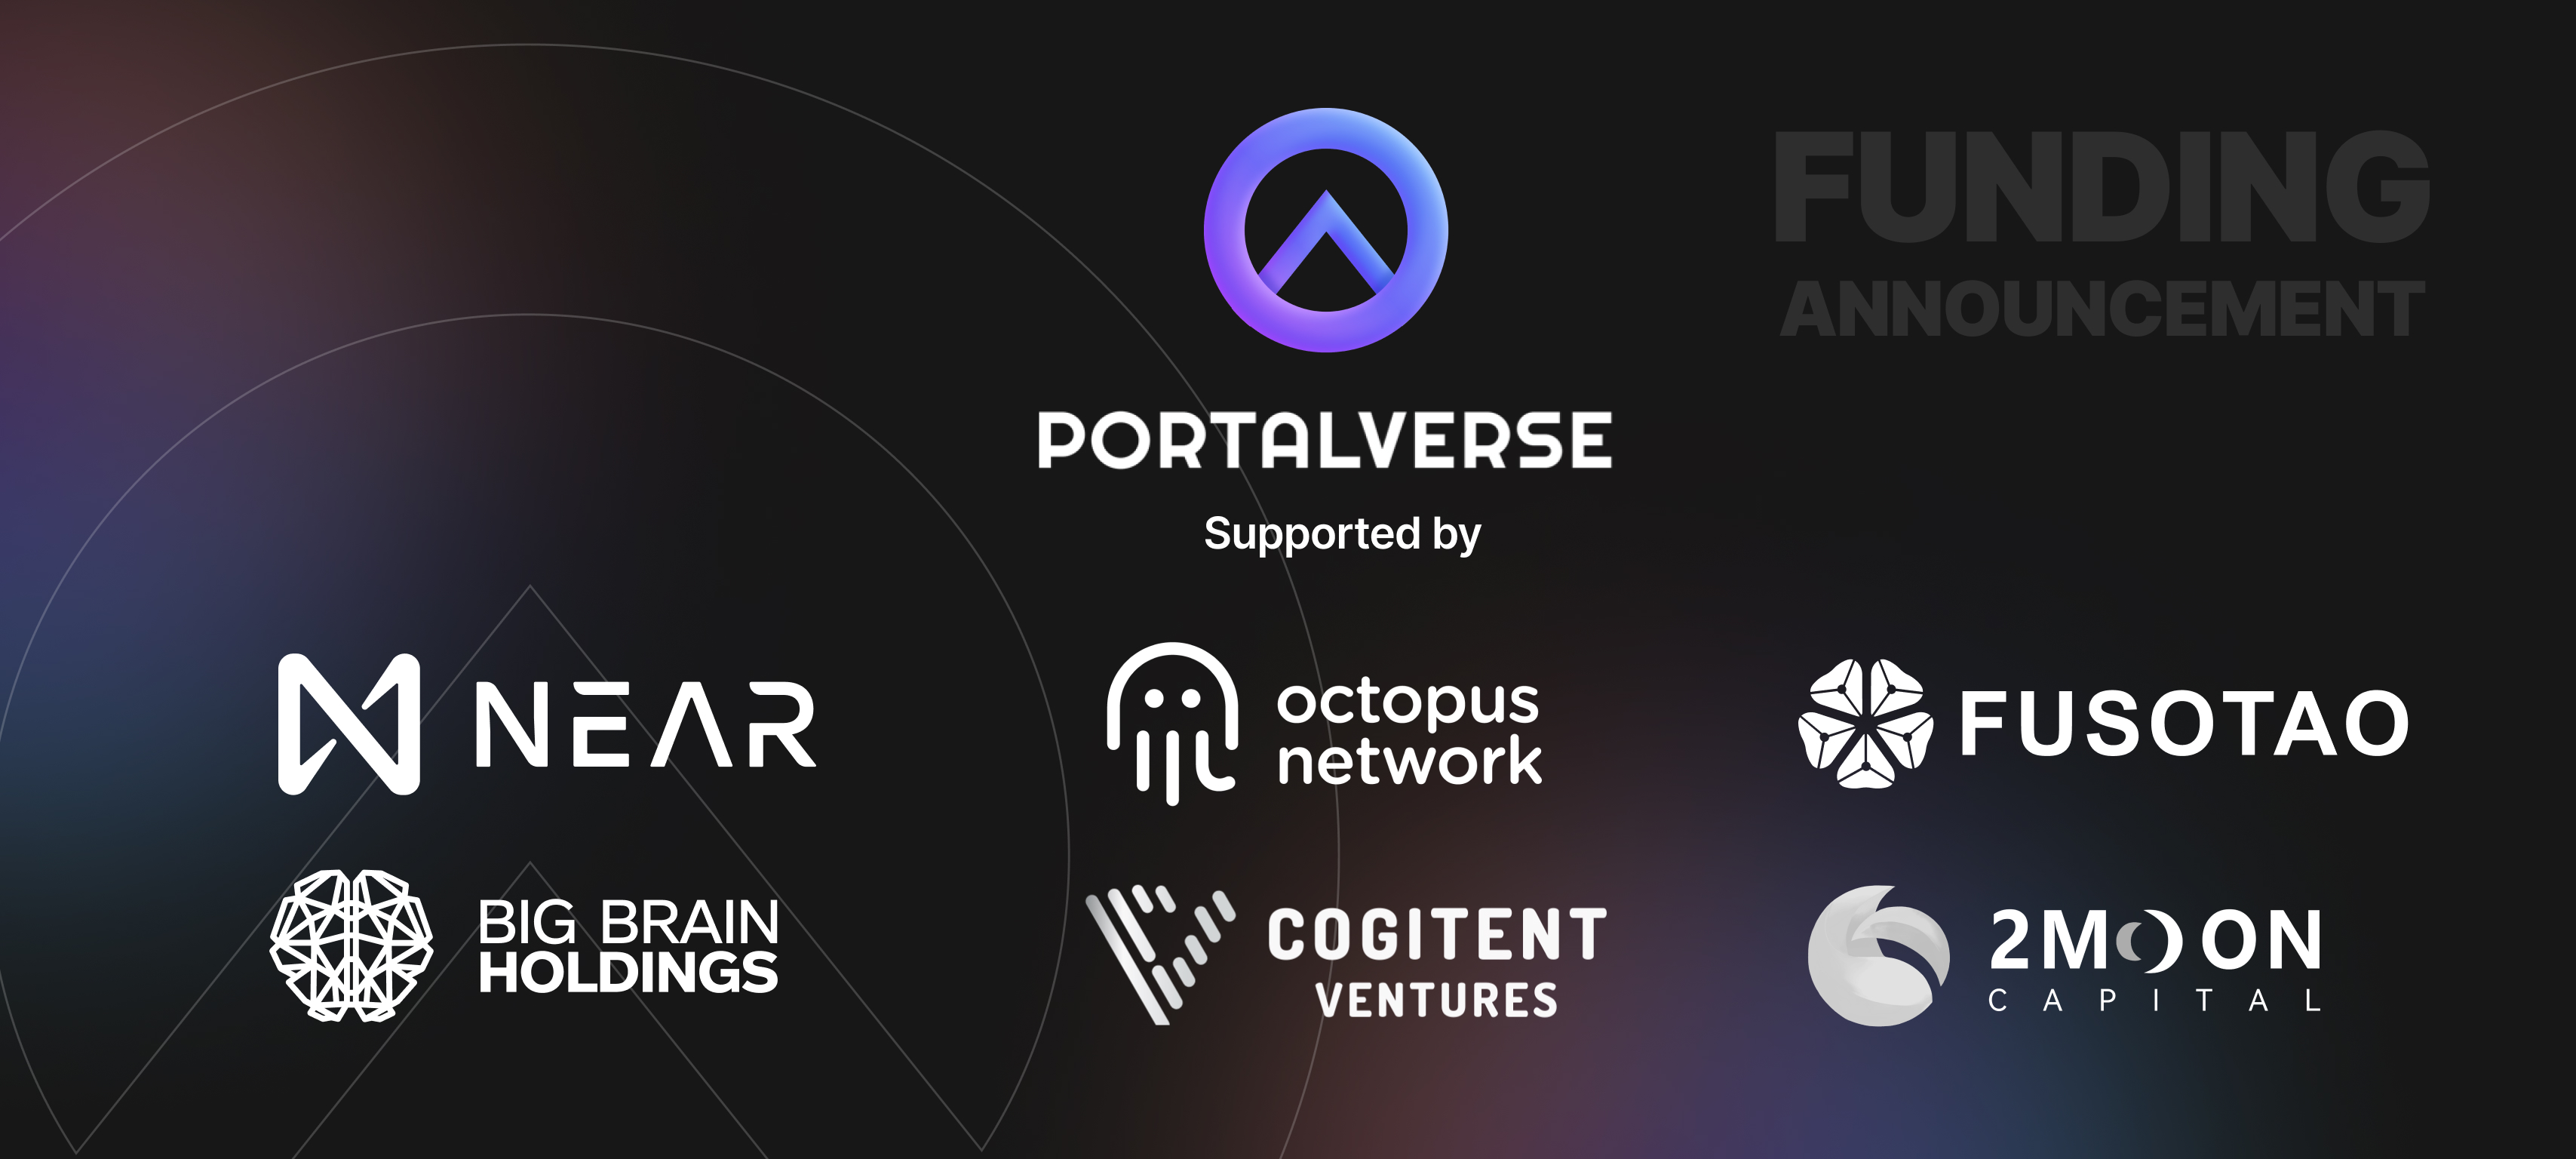 FUNDING
ANNOUNCEMENT
PORTALVERSE
Supported by
NEAR
octopus
network
FUSOTAO
BIG BRAIN
HOLDINGS
COGITENT
VENTURES
2MOON
CAPITAL